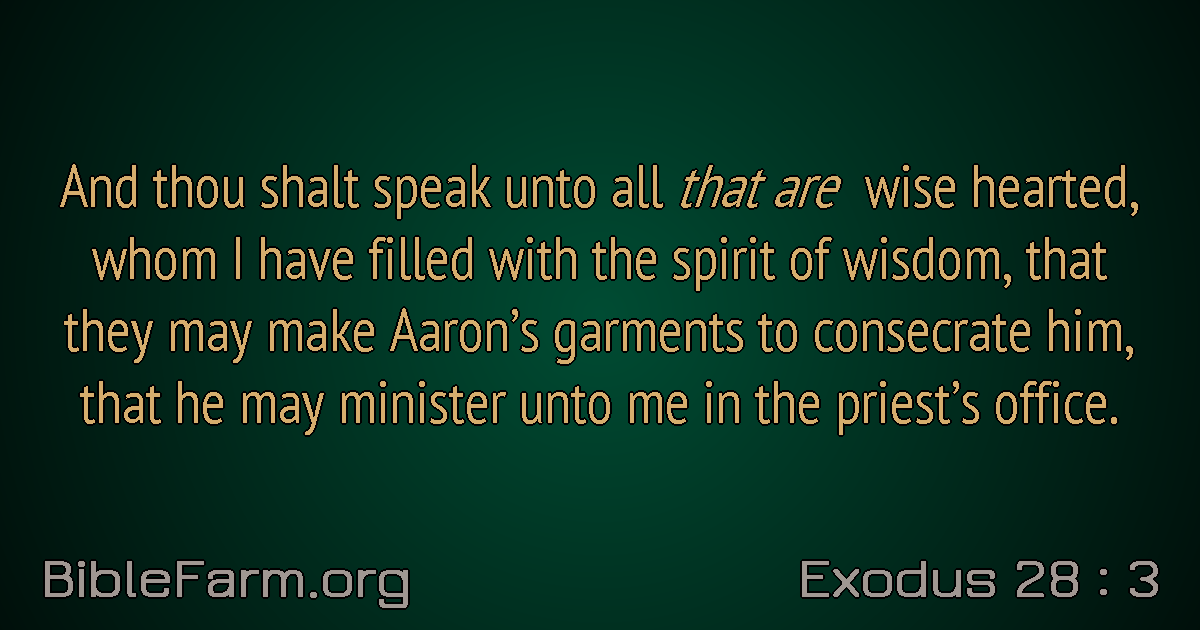 And thou shalt speak unto all that are wise hearted,
whom I have filled with the spirit of wisdom, that
they may make Aaron’s garments to consecrate him,
that he may minister unto me in the priest’s office.
BibleFarm.org
Exodus 28 : 3